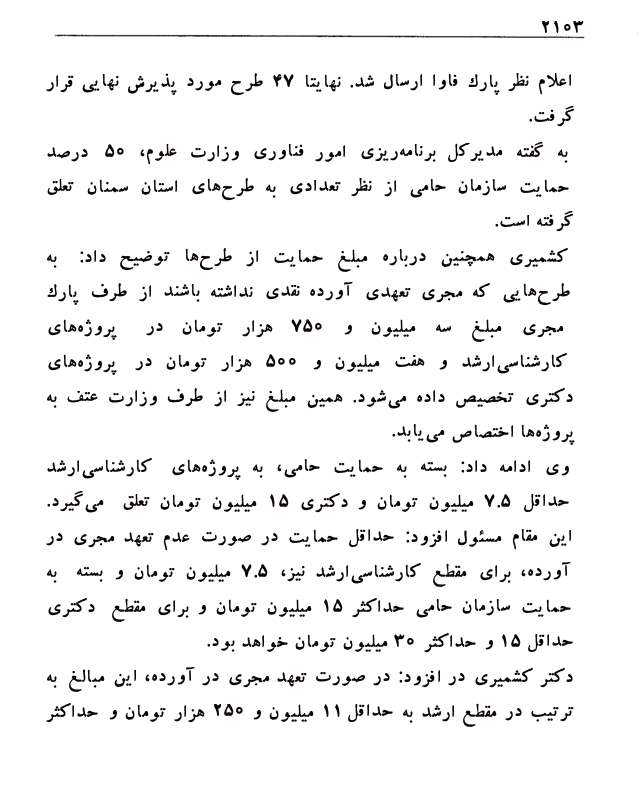 ۲۱۰۳
اعلام نظر پارك فاوا ارسال شد. نهایتا ۴۷ طرح مورد پذیرش نهایی قرار
گرفت.
به گفته مدیرکل برنامه‌ریزی امور فناوری وزارت علوم، ۵۰ درصد
حمایت سازمان حامی از نظر تعدادی به طرح‌های استان سمنان تعلق
گرفته است.
کشمیری همچنین درباره مبلغ حمایت از طرح‌ها توضیح داد: به
طرح‌هایی که مجری تعهدی آورده نقدی نداشته باشند از طرف پارك
مجری مبلغ سه میلیون و ۷۵۰ هزار تومان در پروژه‌های
کارشناسی‌ارشد و هفت میلیون و ۵۰۰ هزار تومان در پروژه‌های
دکتری تخصیص داده می‌شود. همین مبلغ نیز از طرف وزارت عتف به
پروژه‌ها اختصاص می‌یابد.
وی ادامه داد: بسته به حمایت حامی، به پروژه‌های کارشناسی‌ارشد
حداقل ۷.۵ میلیون تومان و دکتری ۱۵ میلیون تومان تعلق می‌گیرد.
این مقام مسئول افزود: حداقل حمایت در صورت عدم تعهد مجری در
آورده، برای مقطع کارشناسی‌ارشد نیز، ۷.۵ میلیون تومان و بسته به
حمایت سازمان حامی حداکثر ۱۵ میلیون تومان و برای مقطع دکتری
حداقل ۱۵ و حداکثر ۳۰ میلیون تومان خواهد بود.
دکتر کشمیری در افزود: در صورت تعهد مجری در آورده، این مبالغ به
ترتیب در مقطع ارشد به حداقل ۱۱ میلیون و ۲۵۰ هزار تومان و حداکثر